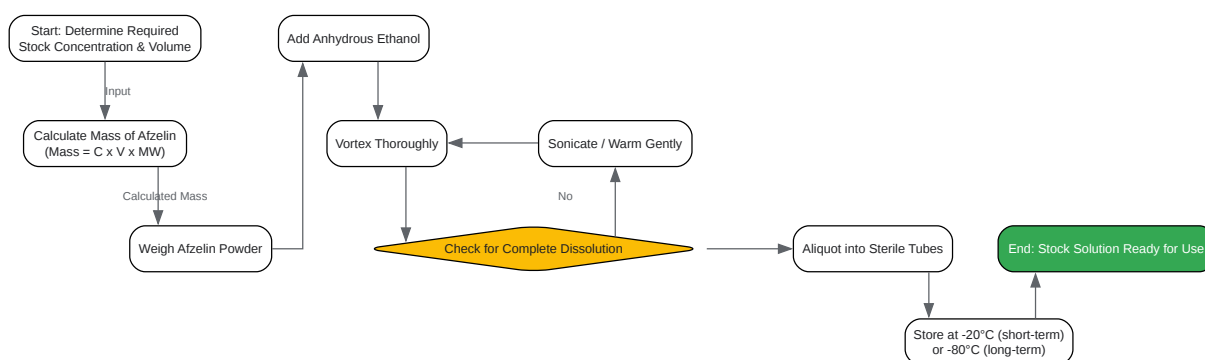 Start: Determine Required
Stock Concentration & Volume
Input
Calculate Mass of Afzelin
(Mass = C x V x MW)
Calculated Mass
Weigh Afzelin Powder
Add Anhydrous Ethanol
Vortex Thoroughly
Sonicate / Warm Gently
No
Check for Complete Dissolution
Aliquot into Sterile Tubes
Store at -20°C (short-term)
or -80°C (long-term)
End: Stock Solution Ready for Use